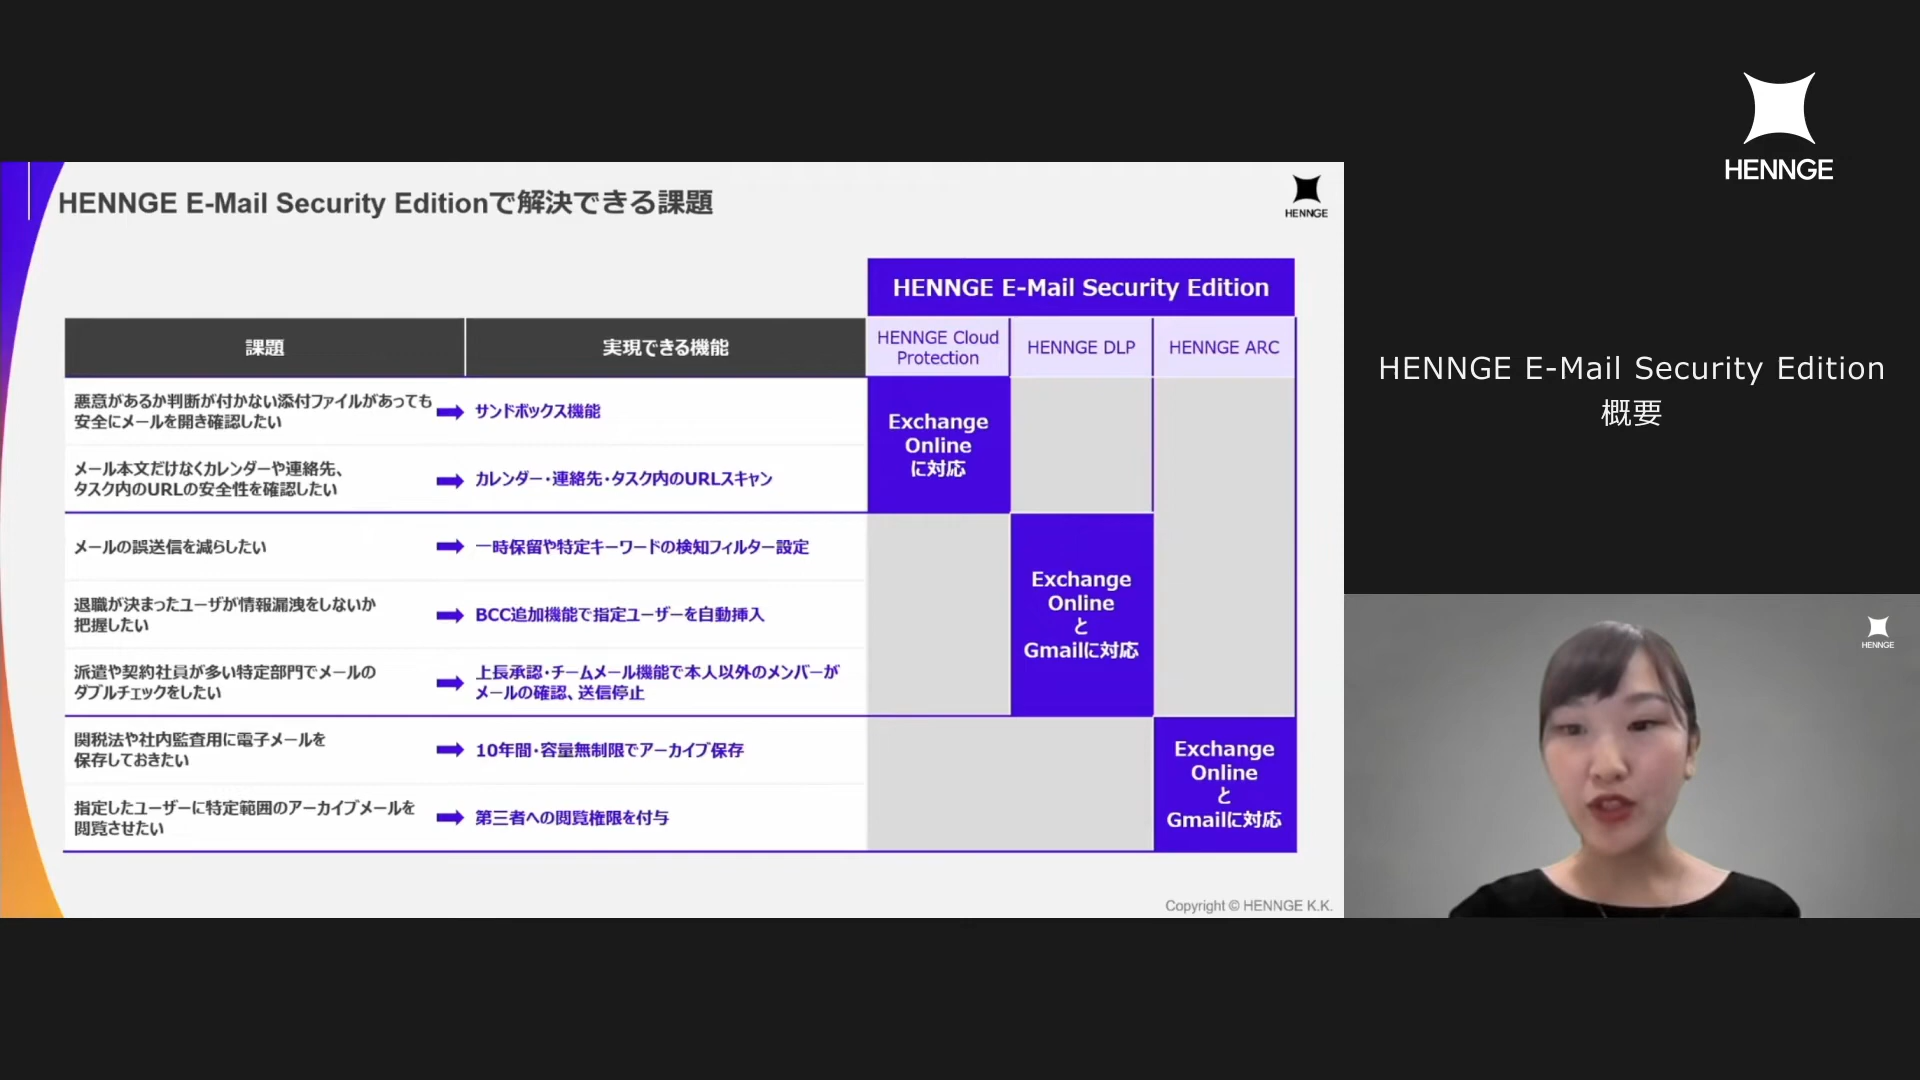 HENNGE
HENNGE E-Mail Security Editionで解決できる課題
HENNGE
HENNGE E-Mail Security Edition
課題
実現できる機能
HENNGE Cloud
Protection
HENNGE DLP
HENNGE ARC
悪意があるか判断が付かない添付ファイルがあっても
安全にメールを開き確認したい
サンドボックス機能
Exchange
Online
に対応
メール本文だけなくカレンダーや連絡先、
タスク内のURLの安全性を確認したい
カレンダー・連絡先・タスク内のURLスキャン
メールの誤送信を減らしたい
一時保留や特定キーワードの検知フィルター設定
Exchange
Online
と
Gmailに対応
退職が決まったユーザが情報漏洩をしないか
把握したい
BCC追加機能で指定ユーザーを自動挿入
派遣や契約社員が多い特定部門でメールの
ダブルチェックをしたい
上長承認・チームメール機能で本人以外のメンバーが
メールの確認、送信停止
関税法や社内監査用に電子メールを
保存しておきたい
10年間・容量無制限でアーカイブ保存
Exchange
Online
と
Gmailに対応
指定したユーザーに特定範囲のアーカイブメールを
閲覧させたい
第三者への閲覧権限を付与
Copyright © HENNGE K.K.
HENNGE E-Mail Security Edition
概要
HENNGE